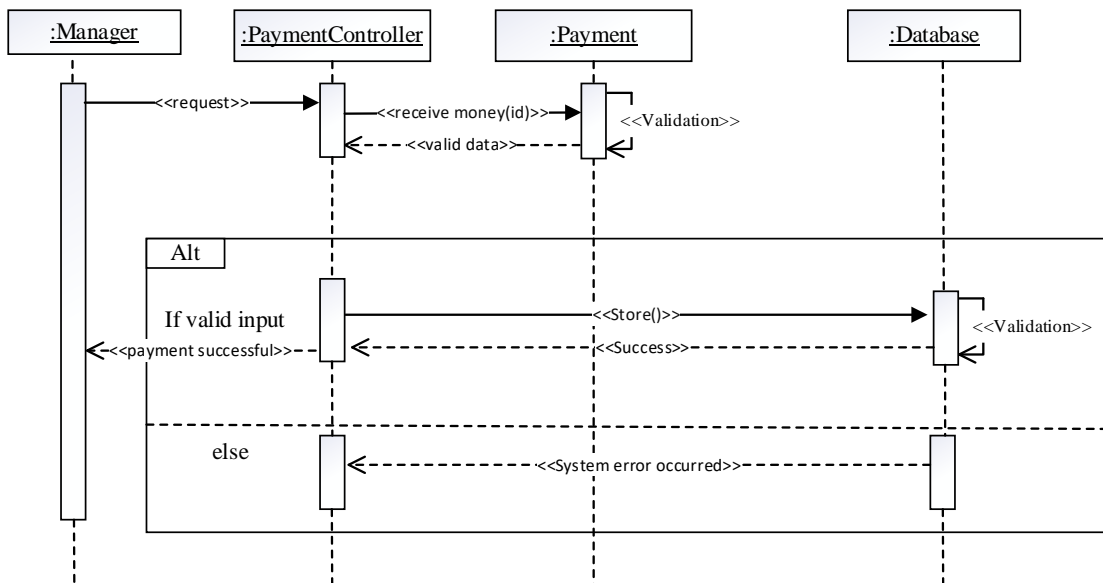 :Manager
:PaymentController
:Payment
:Database
<<request>>
<<receive money(id)>>
<<Validation>>
<<valid data>>
Alt
If valid input
<<Store()>>
<<Validation>>
<<Success>>
<<payment successful>>
else
<<System error occurred>>